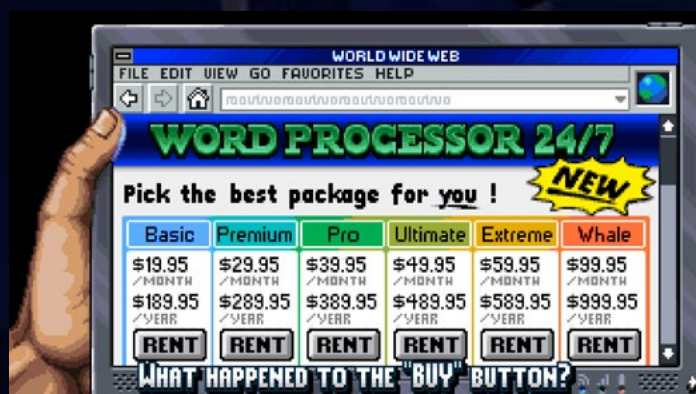 WORLD WIDE WEB
FILE EDIT VIEW GO FAVORITES HELP
WORD PROCESSOR 24/7
NEW
Pick the best package for you !
Basic Premium Pro Ultimate Extreme Whale
$19.95 $29.95 $39.95 $49.95 $59.95 $99.95
/MONTH /MONTH /MONTH /MONTH /MONTH /MONTH
$189.95 $289.95 $389.95 $489.95 $589.95 $999.95
/YEAR /YEAR /YEAR /YEAR /YEAR /YEAR
RENT RENT RENT RENT RENT RENT
WHAT HAPPENED TO THE "BUY" BUTTON?